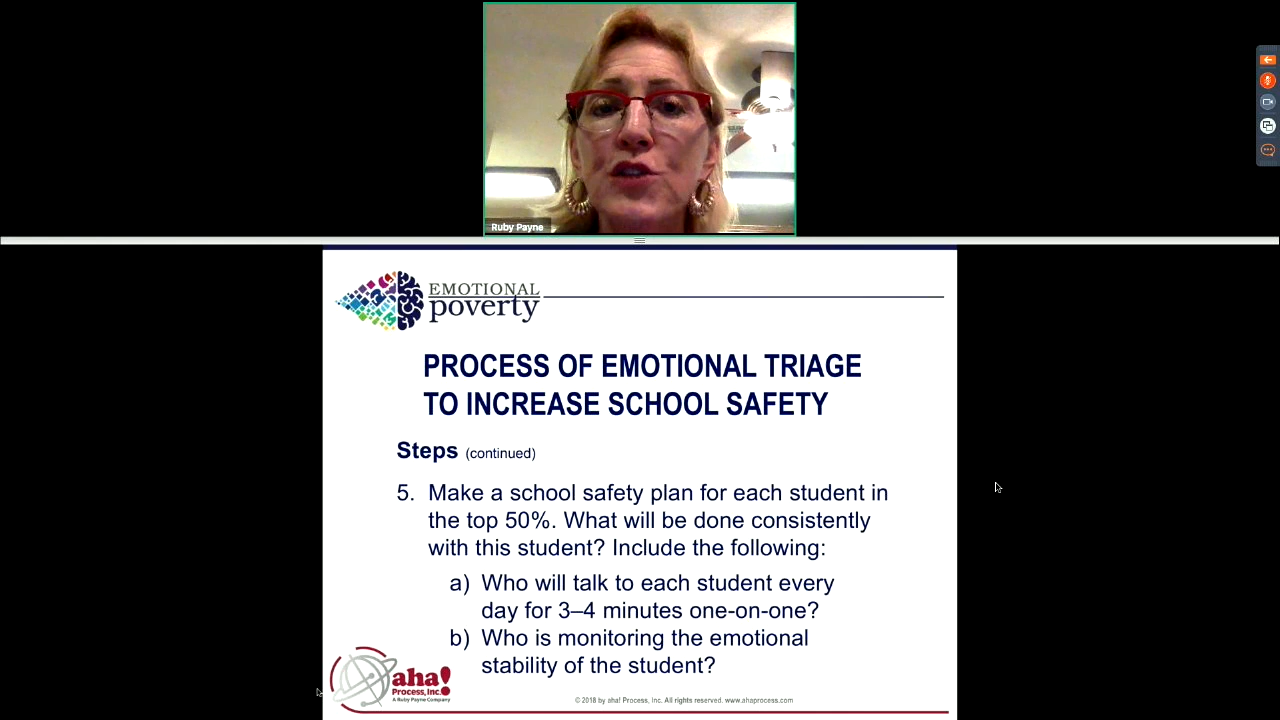 Ruby Payne
EMOTIONAL
poverty
PROCESS OF EMOTIONAL TRIAGE
TO INCREASE SCHOOL SAFETY
Steps (continued)
5. Make a school safety plan for each student in
the top 50%. What will be done consistently
with this student? Include the following:
a) Who will talk to each student every
day for 3–4 minutes one-on-one?
b) Who is monitoring the emotional
stability of the student?
aha!
Process, Inc.
A Ruby Payne Company
© 2018 by aha! Process, Inc. All rights reserved. www.ahaprocess.com